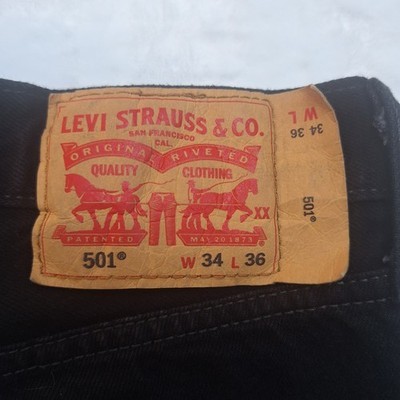 LEVI STRAUSS & CO.
SAN FRANCISCO
CAL.
ORIGINAL RIVETED
QUALITY CLOTHING
XX
PATENTED MAY 20 1873
501® W 34 L 36
W L
34 36
501®